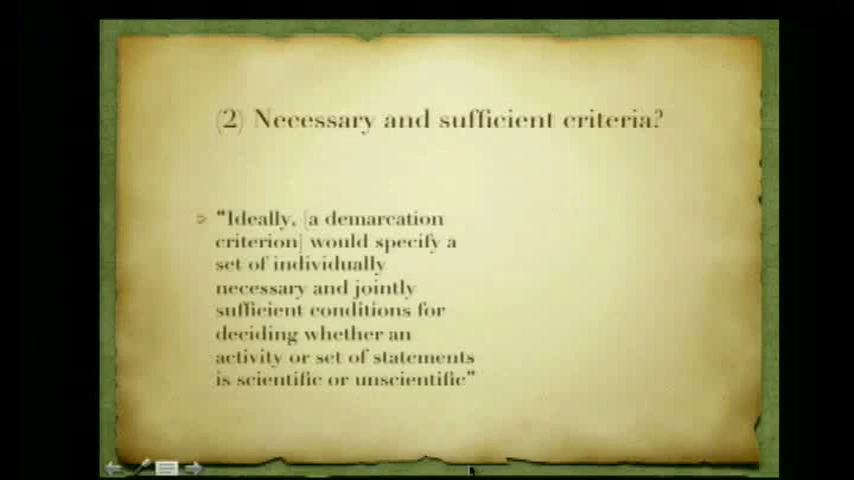 (2) Necessary and sufficient criteria?
"Ideally, [a demarcation
criterion] would specify a
set of individually
necessary and jointly
sufficient conditions for
deciding whether an
activity or set of statements
is scientific or unscientific"